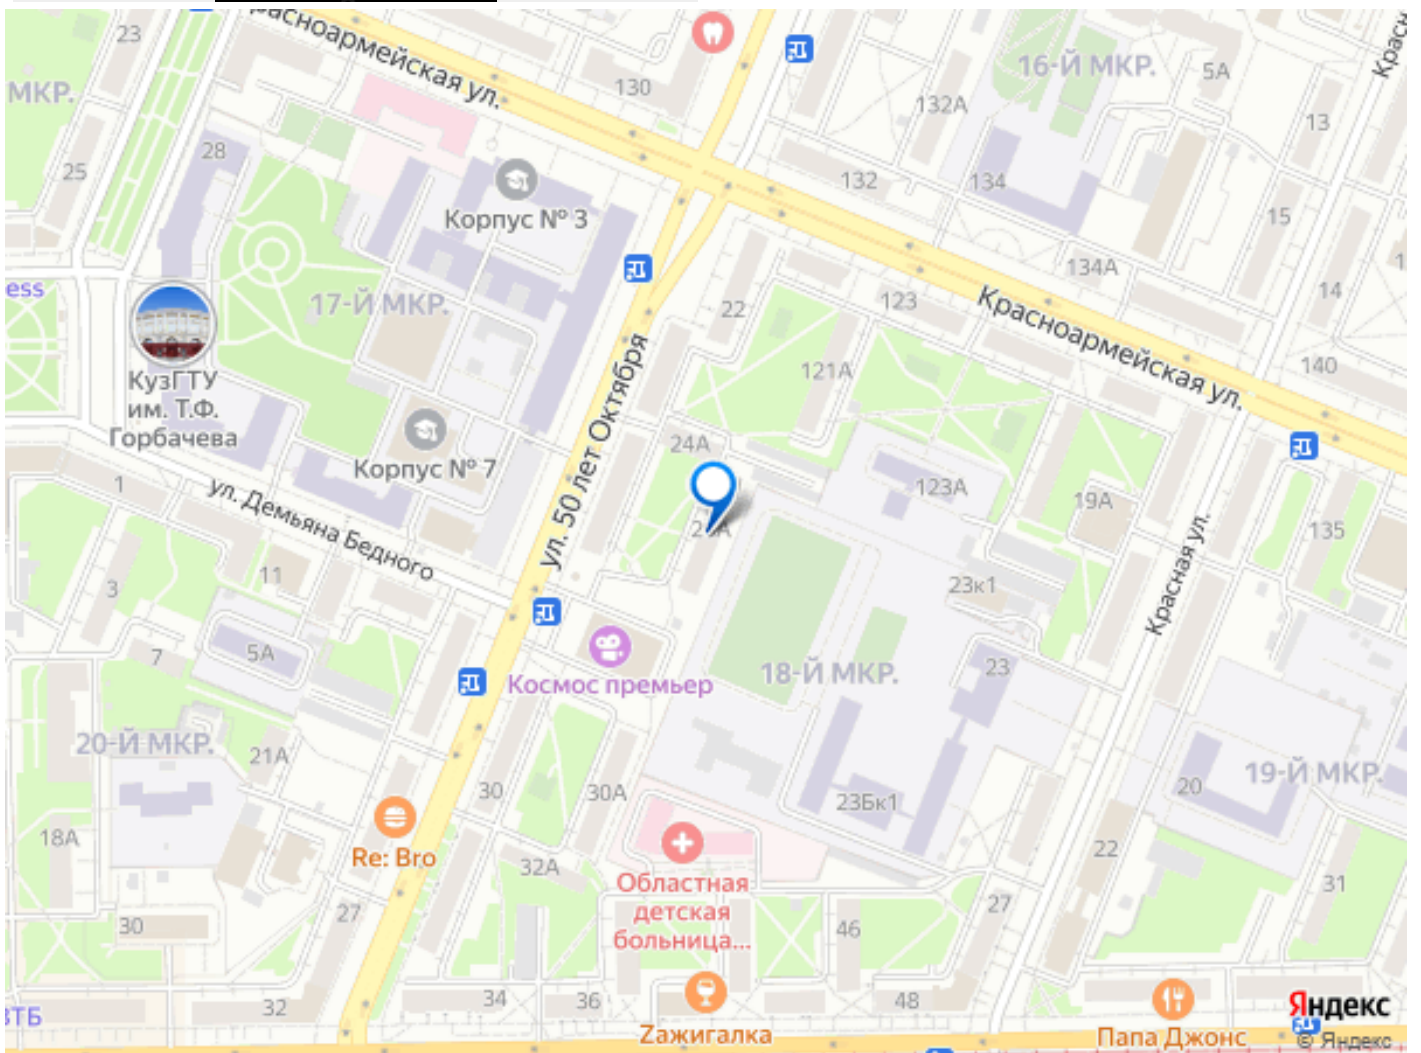 23
Красноармейская ул.
130
16-Й МКР.
5А
МКР.
132А
13
25
28
132
134
15
Корпус № 3
134А
ess
17-Й МКР.
22
123
14
Красноармейская ул.
КузГТУ
им. Т.Ф.
Горбачева
121А
140
ул. 50 лет Октября
24А
Корпус № 7
1
ул. Демьяна Бедного
123А
19А
135
11
3
23к1
Красная ул.
7
5А
Космос премьер
18-Й МКР.
23
20-Й МКР.
21А
30
30А
23Бк1
20
19-Й МКР.
18А
Re: Bro
32А
22
Областная
детская
больница...
31
30
27
46
27
32
34
36
48
ВТБ
Zажигалка
Папа Джонс
Яндекс
© Яндекс